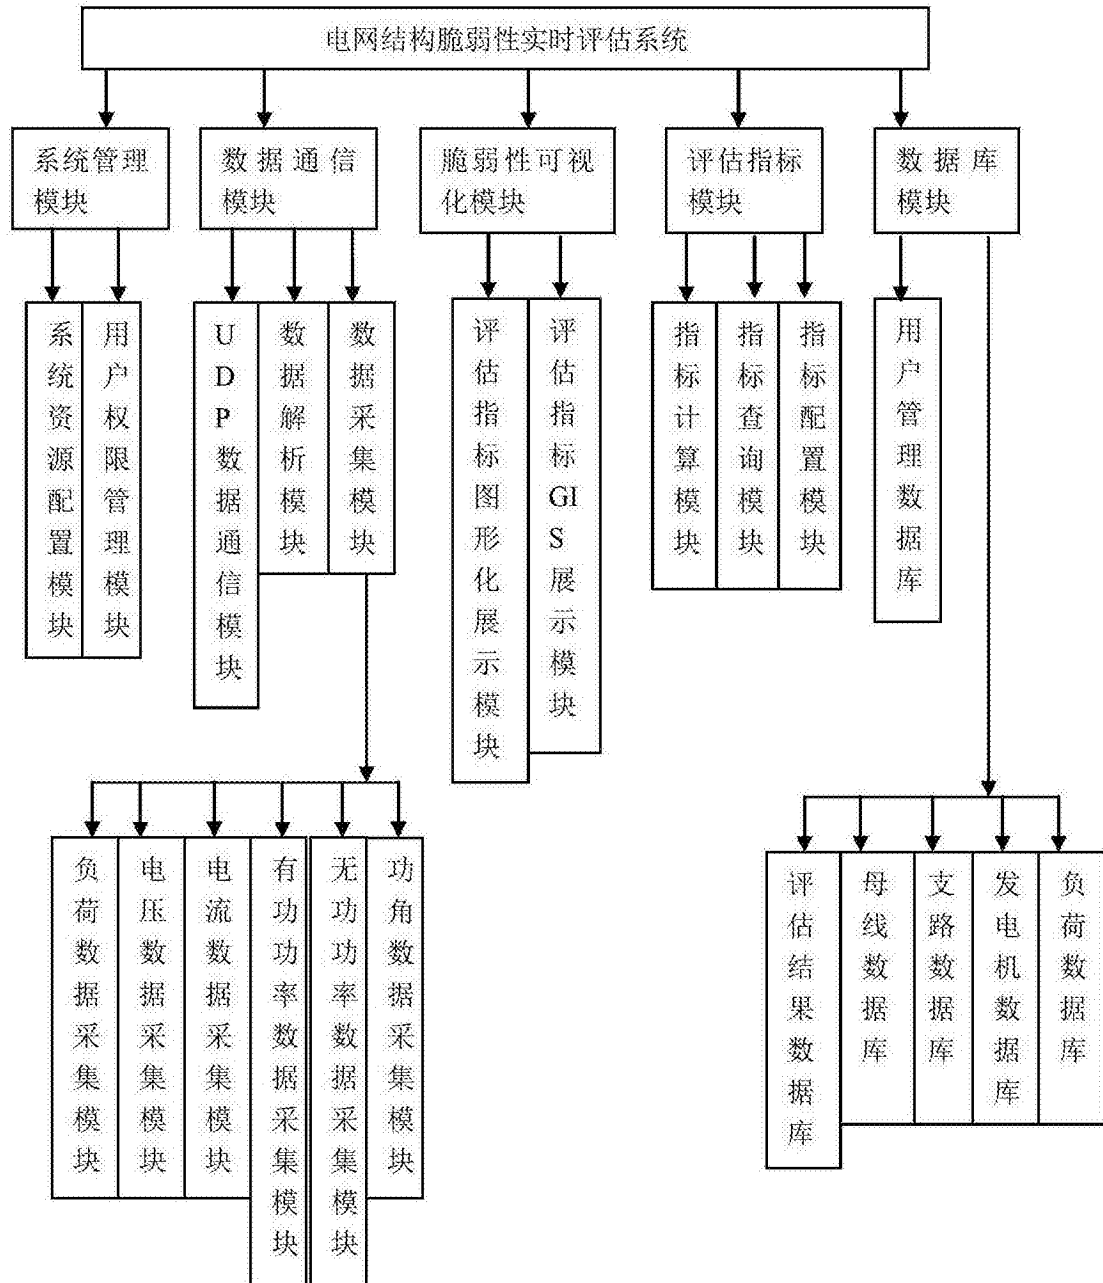 电网结构脆弱性实时评估系统
系统管理
模块
数据通信
模块
脆弱性可视
化模块
评估指标
模块
数据库
模块
系统资源配置模块
用户权限管理模块
UDP数据通信模块
数据解析模块
数据采集模块
评估指标图形化展示模块
评估指标GIS展示模块
指标计算模块
指标查询模块
指标配置模块
用户管理数据库
负荷数据采集模块
电压数据采集模块
电流数据采集模块
有功功率数据采集模块
无功功率数据采集模块
功角数据采集模块
评估结果数据库
母线数据库
支路数据库
发电机数据库
负荷数据库